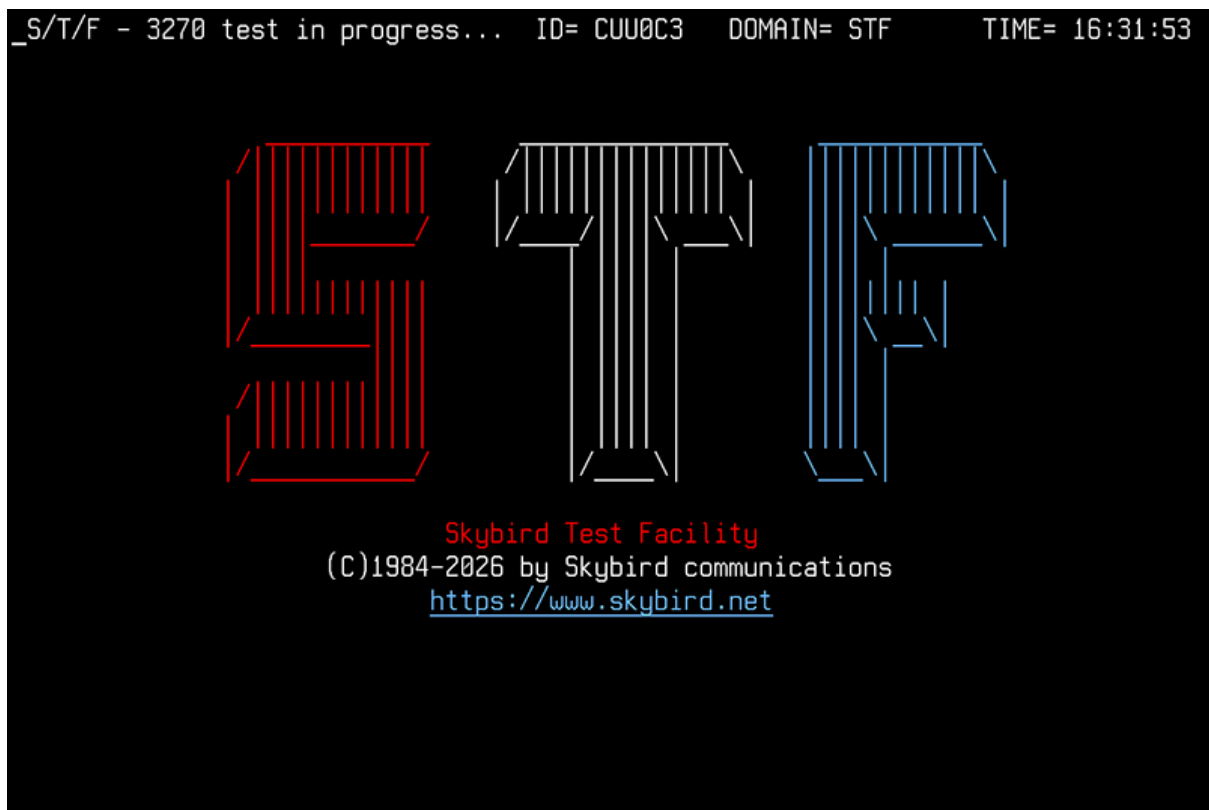 _S/T/F - 3270 test in progress... ID= CUU0C3 DOMAIN= STF TIME= 16:31:53
STF
Skybird Test Facility
(C)1984-2026 by Skybird communications
https://www.skybird.net